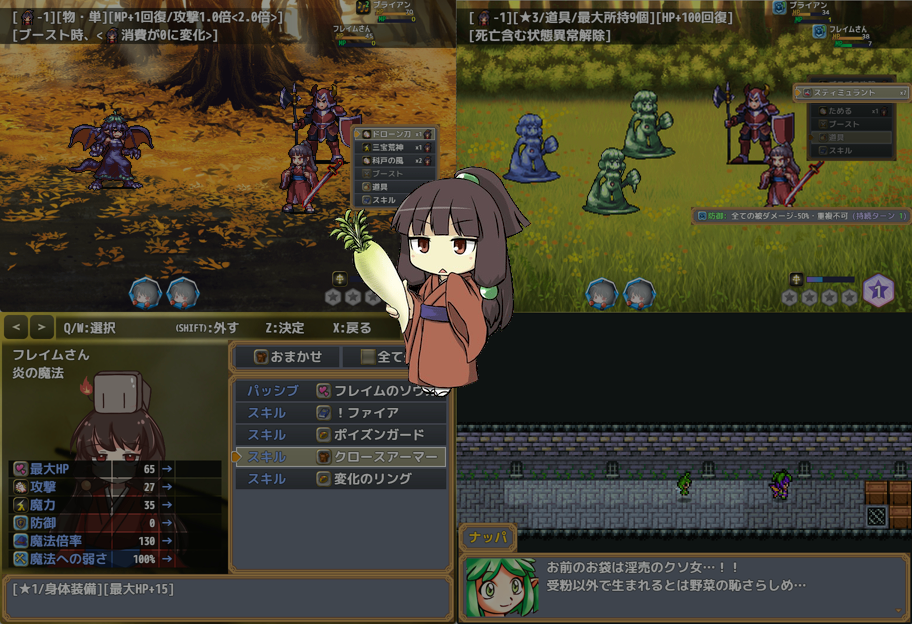 [ -1][物・単][HP+1回復/攻撃1.0倍<2.0倍>]
[ブースト時、< 消費が0に変化>]
ブライアン
フレイムさん
ドローン刀 ×1
三宝荒神 ×1
科戸の風 ×2
ブースト
道具
スキル
[ -1][★3/道具/最大所持9個][HP+100回復]
[死亡含む状態異常解除]
ブライアン
34
フレイムさん
38
7
スティミュラント ×2
ためる ×1
ブースト
道具
スキル
防御: 全ての被ダメージ-50%・重複不可 (持続ターン 1)
1
< > Q/W:選択 (SHIFT):外す Z:決定 X:戻る
フレイムさん
炎の魔法
最大HP 65 →
攻撃 27 →
魔力 35 →
防御 0 →
魔法倍率 130 →
魔法への弱さ 100% →
おまかせ 全て
パッシブ フレイムのソウ
スキル !ファイア
スキル ポイズンガード
スキル クロースアーマー
スキル 変化のリング
[★1/身体装備][最大HP+15]
ナッパ
お前のお袋は淫売のクソ女…!!
受粉以外で生まれるとは野菜の恥さらしめ…